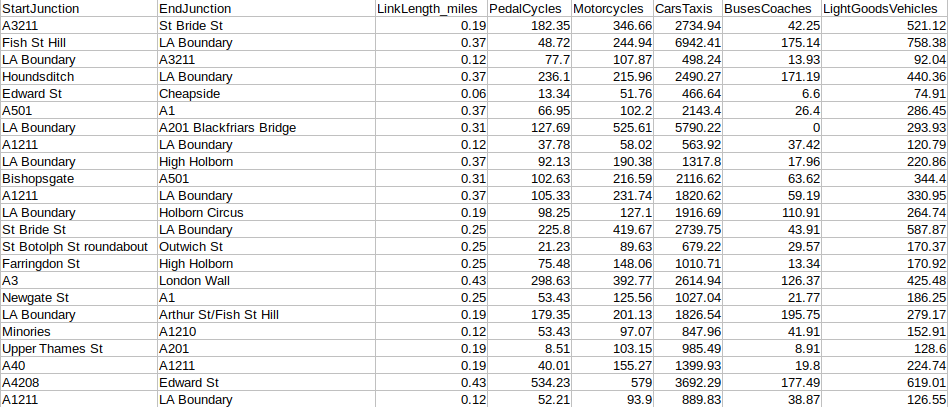 StartJunction EndJunction LinkLength_miles PedalCycles Motorcycles CarsTaxis BusesCoaches LightGoodsVehicles
A3211 St Bride St 0.19 182.35 346.66 2734.94 42.25 521.12
Fish St Hill LA Boundary 0.37 48.72 244.94 6942.41 175.14 758.38
LA Boundary A3211 0.12 77.7 107.87 498.24 13.93 92.04
Houndsditch LA Boundary 0.37 236.1 215.96 2490.27 171.19 440.36
Edward St Cheapside 0.06 13.34 51.76 466.64 6.6 74.91
A501 A1 0.37 66.95 102.2 2143.4 26.4 286.45
LA Boundary A201 Blackfriars Bridge 0.31 127.69 525.61 5790.22 0 293.93
A1211 LA Boundary 0.12 37.78 58.02 563.92 37.42 120.79
LA Boundary High Holborn 0.37 92.13 190.38 1317.8 17.96 220.86
Bishopsgate A501 0.31 102.63 216.59 2116.62 63.62 344.4
A1211 LA Boundary 0.37 105.33 231.74 1820.62 59.19 330.95
LA Boundary Holborn Circus 0.19 98.25 127.1 1916.69 110.91 264.74
St Bride St LA Boundary 0.25 225.8 419.67 2739.75 43.91 587.87
St Botolph St roundabout Outwich St 0.25 21.23 89.63 679.22 29.57 170.37
Farringdon St High Holborn 0.25 75.48 148.06 1010.71 13.34 170.92
A3 London Wall 0.43 298.63 392.77 2614.94 126.37 425.48
Newgate St A1 0.25 53.43 125.56 1027.04 21.77 186.25
LA Boundary Arthur St/Fish St Hill 0.19 179.35 201.13 1826.54 195.75 279.17
Minories A1210 0.12 53.43 97.07 847.96 41.91 152.91
Upper Thames St A201 0.19 8.51 103.15 985.49 8.91 128.6
A40 A1211 0.19 40.01 155.27 1399.93 19.8 224.74
A4208 Edward St 0.43 534.23 579 3692.29 177.49 619.01
A1211 LA Boundary 0.12 52.21 93.9 889.83 38.87 126.55